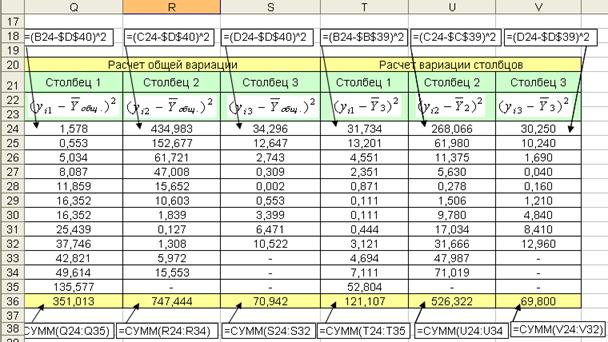 Q R S T U V
17
18 =(B24-$D$40)^2 =(C24-$D$40)^2 =(D24-$D$40)^2 =(B24-$B$39)^2 =(C24-$C$39)^2 =(D24-$D$39)^2
19
20 Расчет общей вариации Расчет вариации столбцов
21 Столбец 1 Столбец 2 Столбец 3 Столбец 1 Столбец 2 Столбец 3
22 (y_{i1} - Ȳ_{общ.})² (y_{i2} - Ȳ_{общ.})² (y_{i3} - Ȳ_{общ.})² (y_{i1} - Ȳ3)² (y_{i2} - Ȳ2)² (y_{i3} - Ȳ3)²
23
24 1,578 434,983 34,296 31,734 268,066 30,250
25 0,553 152,677 12,647 13,201 61,980 10,240
26 5,034 61,721 2,743 4,551 11,375 1,690
27 8,087 47,008 0,309 2,351 5,630 0,040
28 11,859 15,652 0,002 0,871 0,278 0,160
29 16,352 10,603 0,553 0,111 1,506 1,210
30 16,352 1,839 3,399 0,111 9,780 4,840
31 25,439 0,127 6,471 0,444 17,034 8,410
32 37,746 1,308 10,522 3,121 31,666 12,960
33 42,821 5,972 - 4,694 47,987 -
34 49,614 15,553 - 7,111 71,019 -
35 135,577 - - 52,804 - -
36 351,013 747,444 70,942 121,107 526,322 69,800
37
38 =СУММ(Q24:Q35) =СУММ(R24:R34) =СУММ(S24:S32 =СУММ(T24:T35 =СУММ(U24:U34 =СУММ(V24:V32)